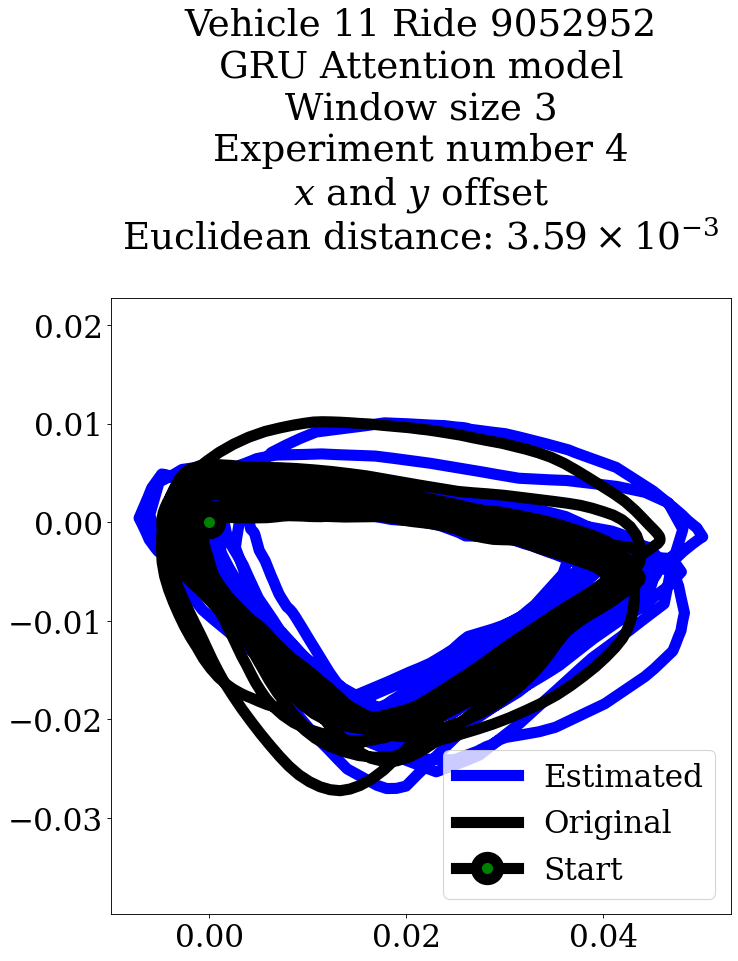 Vehicle 11 Ride 9052952
GRU Attention model
Window size 3
Experiment number 4
x and y offset
Euclidean distance: 3.59 × 10⁻³
0.02
0.01
0.00
−0.01
−0.02
−0.03
Estimated
Original
Start
0.00 0.02 0.04